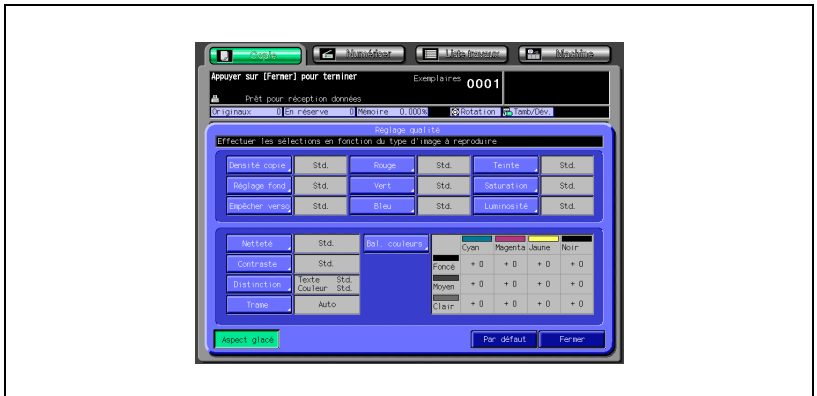 Copie Numériser Liste travaux Machine
Appuyer sur [Fermer] pour terminer Exemplaires 0001
Prêt pour réception données
Originaux 0 En réserve 0 Mémoire 0.000% Rotation Tamb/Dév.
Réglage qualité
Effectuer les sélections en fonction du type d'image à reproduire
Densité copie Std. Rouge Std. Teinte Std.
Réglage fond Std. Vert Std. Saturation Std.
Empêcher verso Std. Bleu Std. Luminosité Std.
Netteté Std. Bal. couleurs Cyan Magenta Jaune Noir
Contraste Std. Foncé + 0 + 0 + 0 + 0
Distinction Texte Std. Couleur Std. Moyen + 0 + 0 + 0 + 0
Trame Auto Clair + 0 + 0 + 0 + 0
Aspect glacé Par défaut Fermer